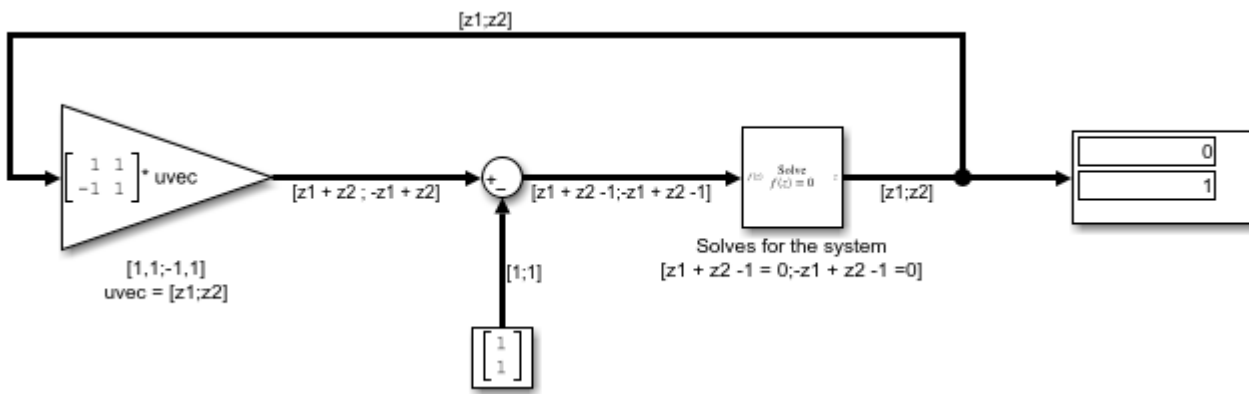 [z1;z2]
[1 1
-1 1]* uvec
[z1 + z2 ; -z1 + z2]
+
−
[z1 + z2 -1;-z1 + z2 -1]
f(z) Solve z
f(z) = 0
[z1;z2]
0
1
[1,1;-1,1]
uvec = [z1;z2]
[1;1]
Solves for the system
[z1 + z2 -1 = 0;-z1 + z2 -1 =0]
[1
1]